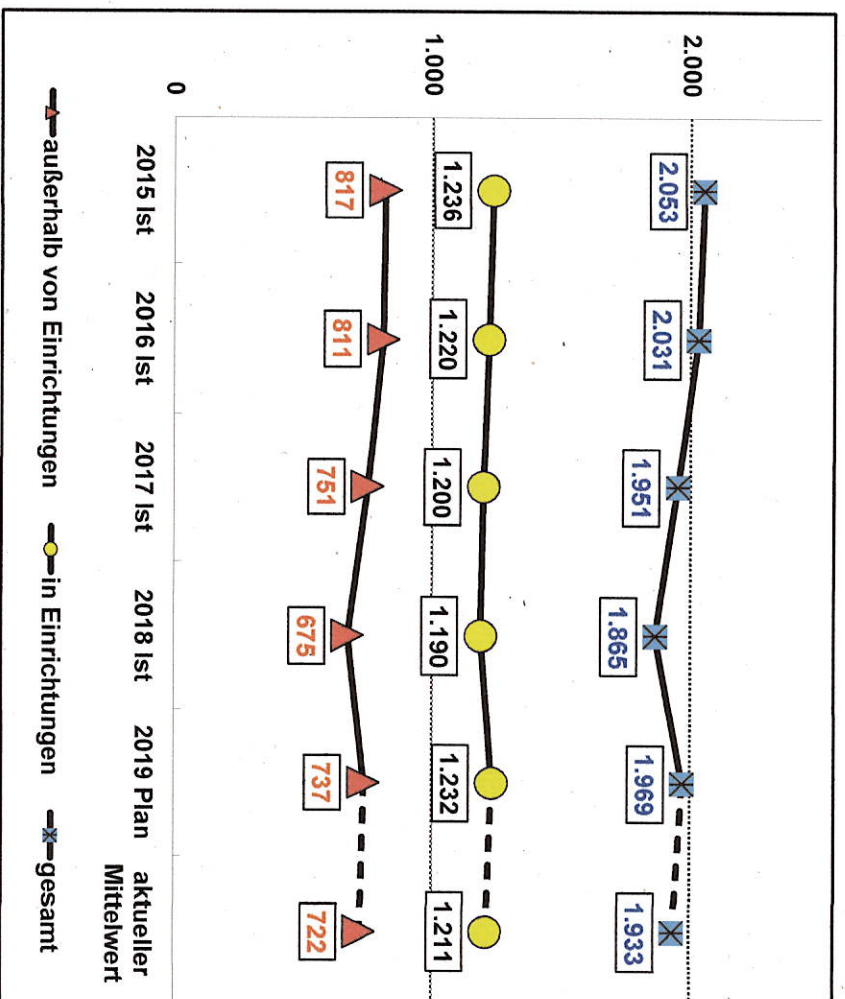 2.000
1.000
0
2.053
2.031
1.951
1.865
1.969
1.933
1.236
1.220
1.200
1.190
1.232
1.211
817
811
751
675
737
722
2015 Ist
2016 Ist
2017 Ist
2018 Ist
2019 Plan
aktueller
Mittelwert
außerhalb von Einrichtungen
in Einrichtungen
gesamt